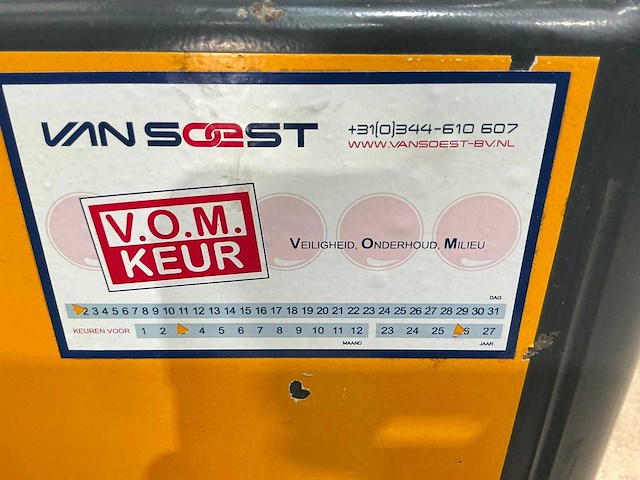 VAN SOEST
+31(0)344-610 607
WWW.VANSOEST-BV.NL
V.O.M.
KEUR
VEILIGHEID, ONDERHOUD, MILIEU
DAG
2 3 4 5 6 7 8 9 10 11 12 13 14 15 16 17 18 19 20 21 22 23 24 25 26 27 28 29 30 31
KEUREN VOOR 1 2 4 5 6 7 8 9 10 11 12 23 24 25 26 27
MAAND JAAR